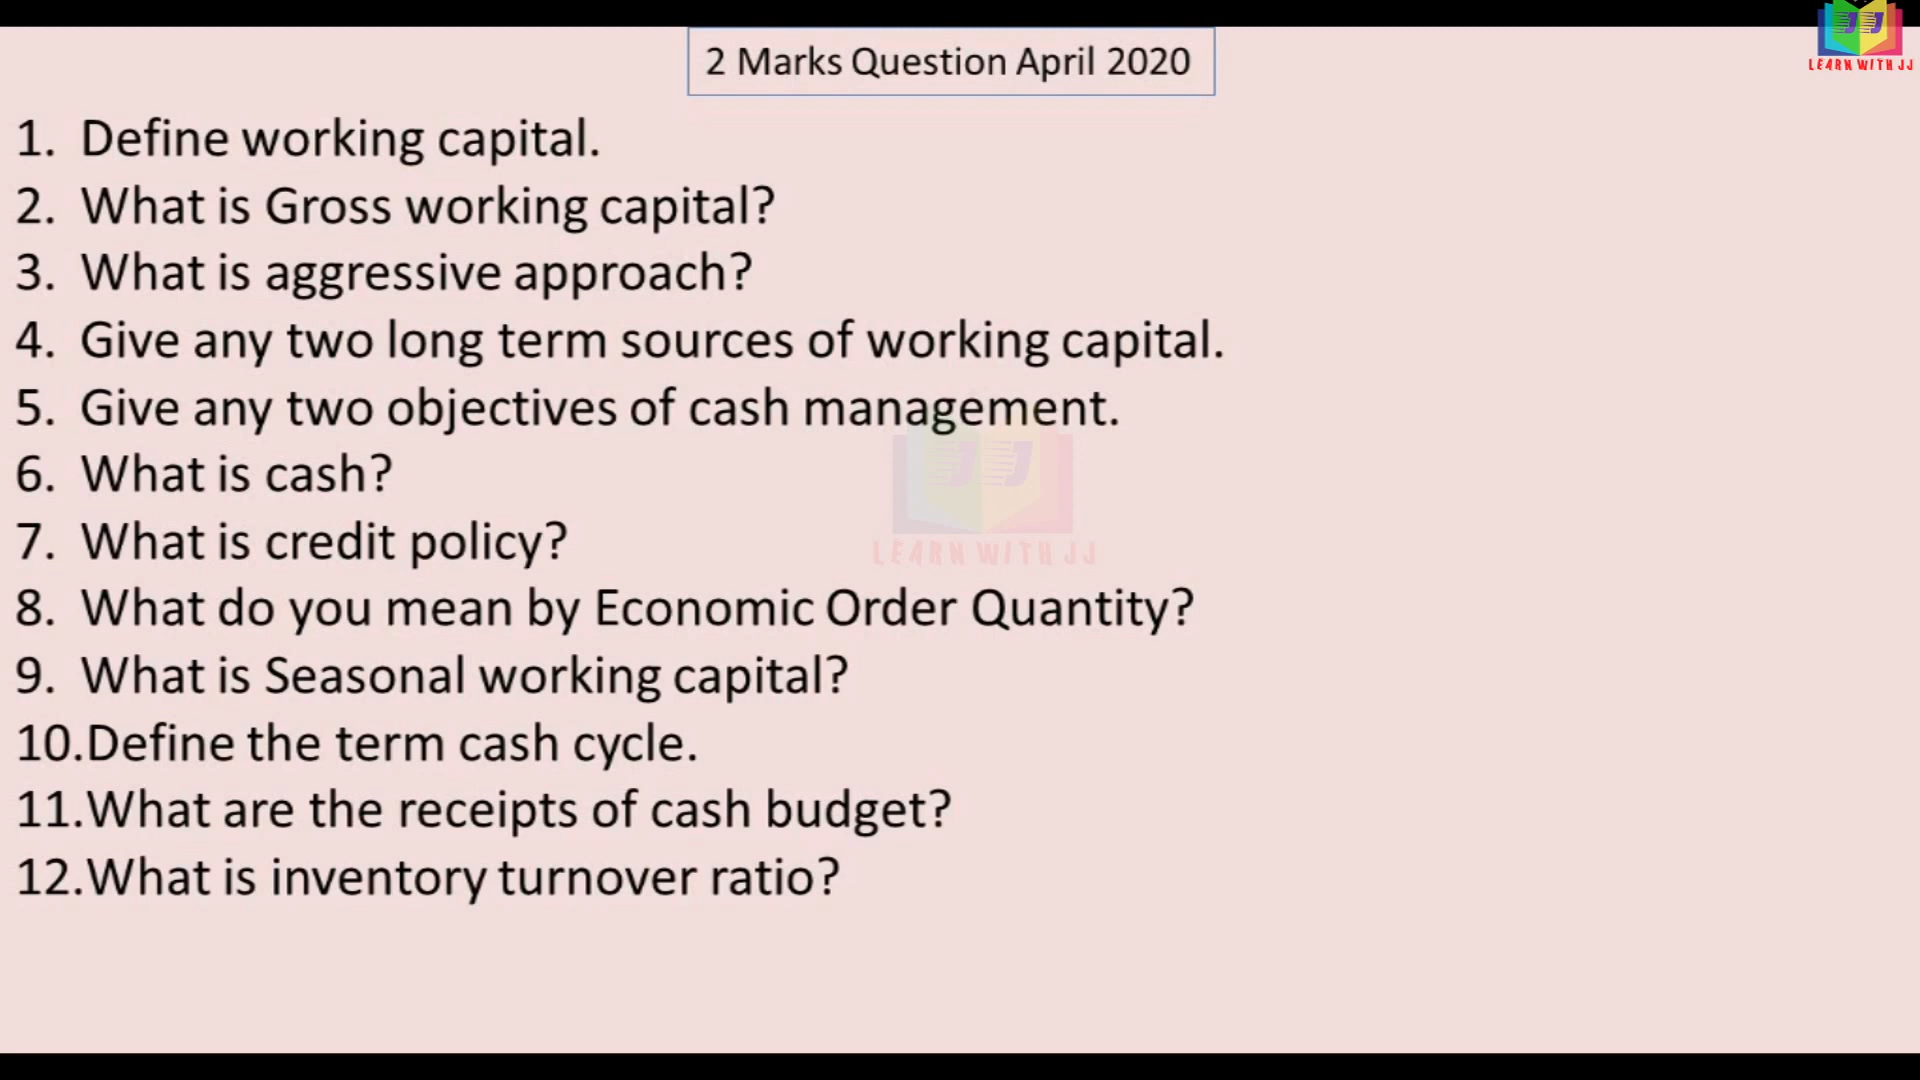 2 Marks Question April 2020
JJ
LEARN WITH JJ
1. Define working capital.
2. What is Gross working capital?
3. What is aggressive approach?
4. Give any two long term sources of working capital.
5. Give any two objectives of cash management.
6. What is cash?
7. What is credit policy?
8. What do you mean by Economic Order Quantity?
9. What is Seasonal working capital?
10.Define the term cash cycle.
11.What are the receipts of cash budget?
12.What is inventory turnover ratio?
JJ
LEARN WITH JJ